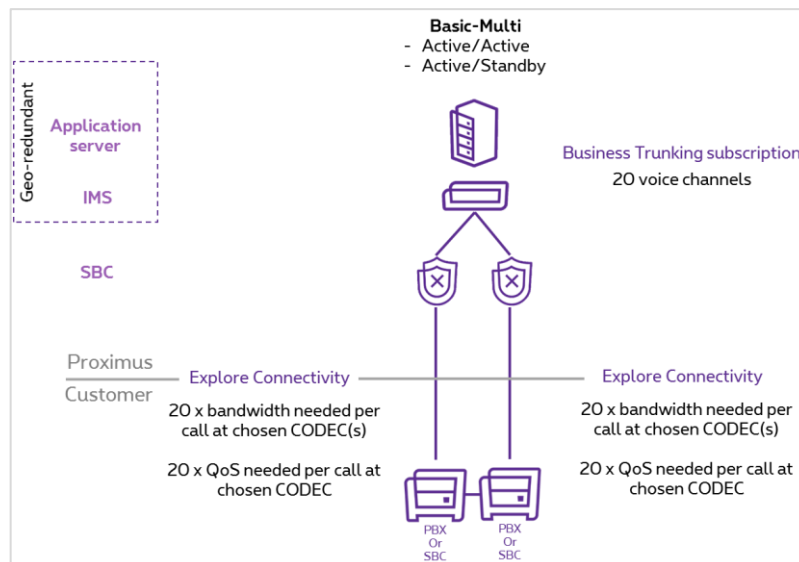 Basic-Multi
- Active/Active
- Active/Standby
Geo-redundant
Application
server
IMS
Business Trunking subscription
20 voice channels
SBC
Proximus
Customer
Explore Connectivity
20 x bandwidth needed per
call at chosen CODEC(s)
20 x QoS needed per call at
chosen CODEC
Explore Connectivity
20 x bandwidth needed per
call at chosen CODEC(s)
20 x QoS needed per call at
chosen CODEC
PBX
Or
SBC
PBX
Or
SBC